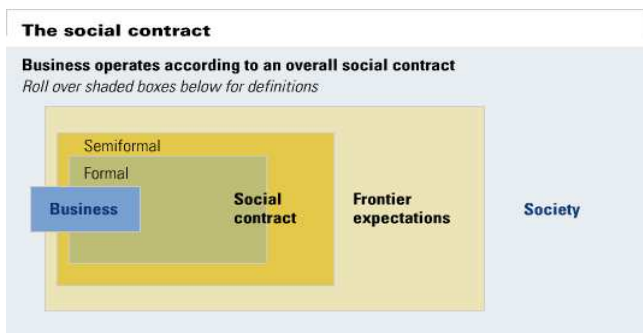 The social contract
Business operates according to an overall social contract
Roll over shaded boxes below for definitions
Semiformal
Formal
Business
Social
contract
Frontier
expectations
Society